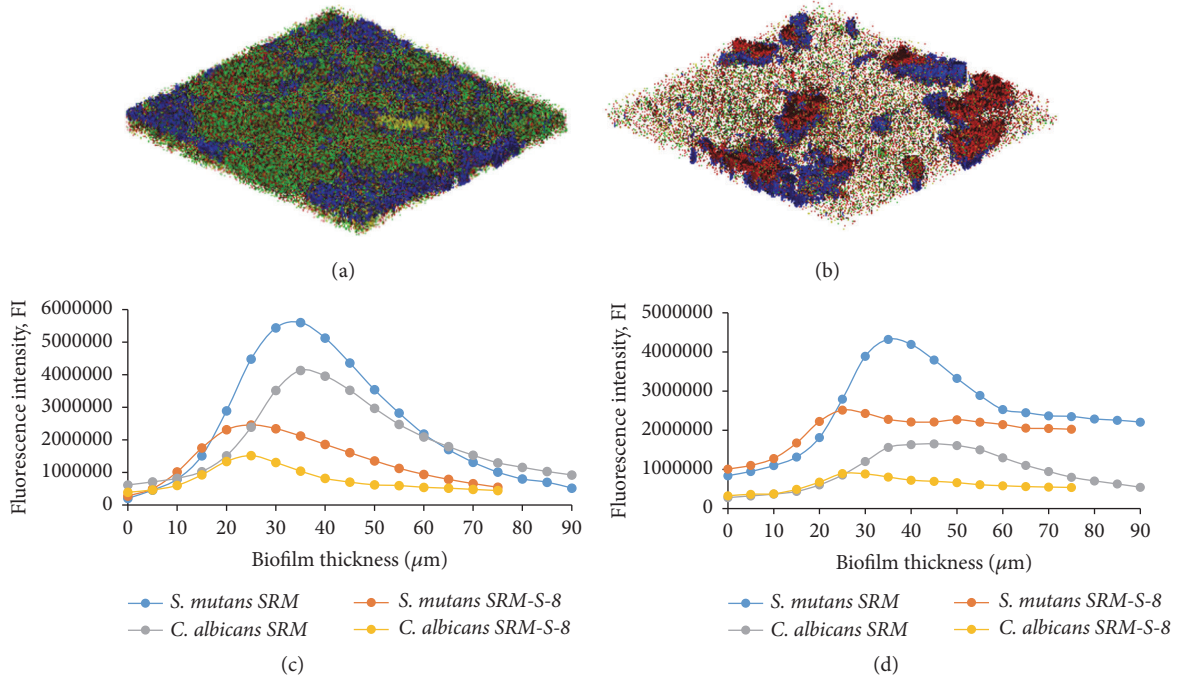 (a)
(b)
Fluorescence intensity, FI
6000000
5000000
4000000
3000000
2000000
1000000
0
0 10 20 30 40 50 60 70 80 90
Biofilm thickness (μm)
S. mutans SRM
S. mutans SRM-S-8
C. albicans SRM
C. albicans SRM-S-8
(c)
Fluorescence intensity, FI
5000000
4000000
3000000
2000000
1000000
0
0 10 20 30 40 50 60 70 80 90
Biofilm thickness (μm)
S. mutans SRM
S. mutans SRM-S-8
C. albicans SRM
C. albicans SRM-S-8
(d)